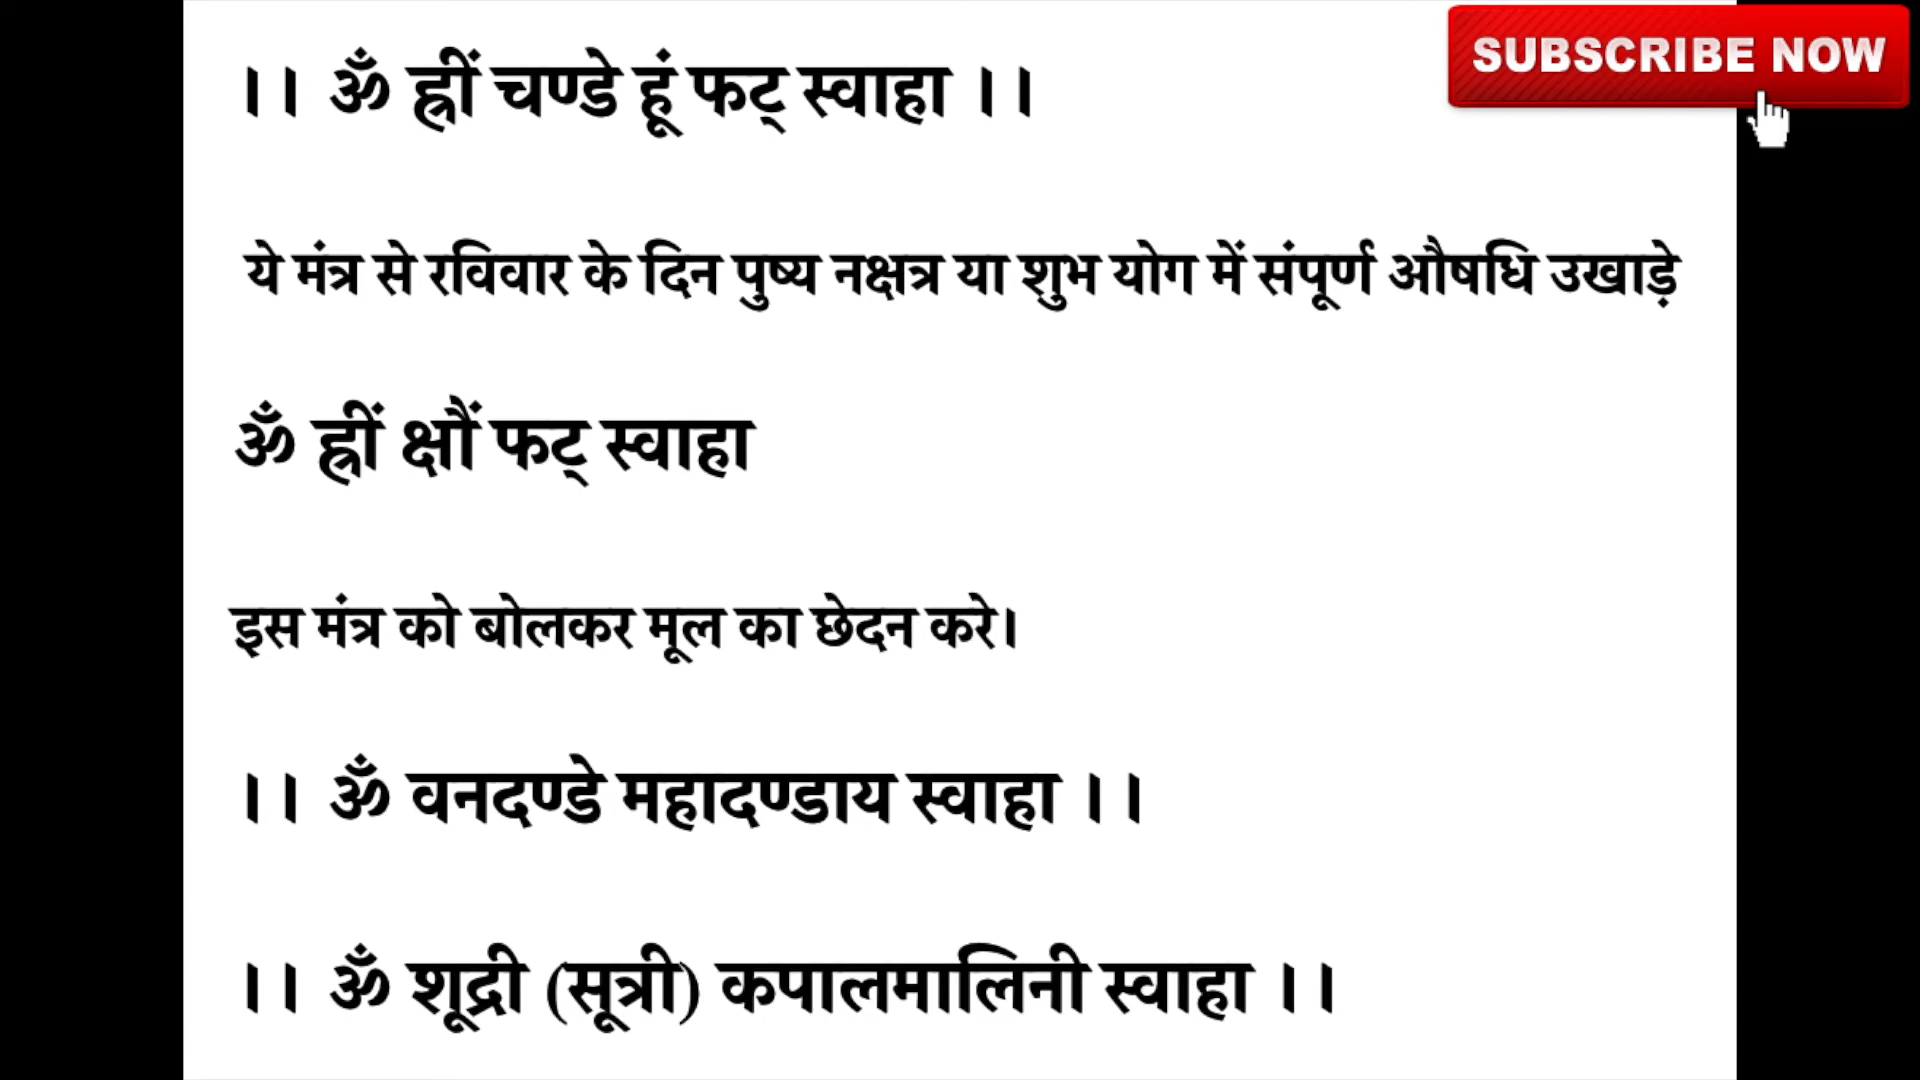 ।। ॐ ह्रीं चण्डे हूं फट् स्वाहा ।।
SUBSCRIBE NOW
ये मंत्र से रविवार के दिन पुष्य नक्षत्र या शुभ योग में संपूर्ण औषधि उखाड़े
ॐ ह्रीं क्षौं फट् स्वाहा
इस मंत्र को बोलकर मूल का छेदन करे।
।। ॐ वनदण्डे महादण्डाय स्वाहा ।।
।। ॐ शूद्री (सूत्री) कपालमालिनी स्वाहा ।।